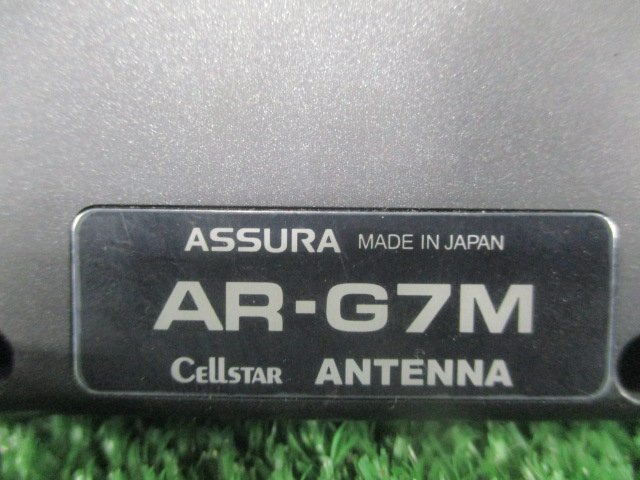 ASSURA MADE IN JAPAN
AR-G7M
CELLSTAR ANTENNA